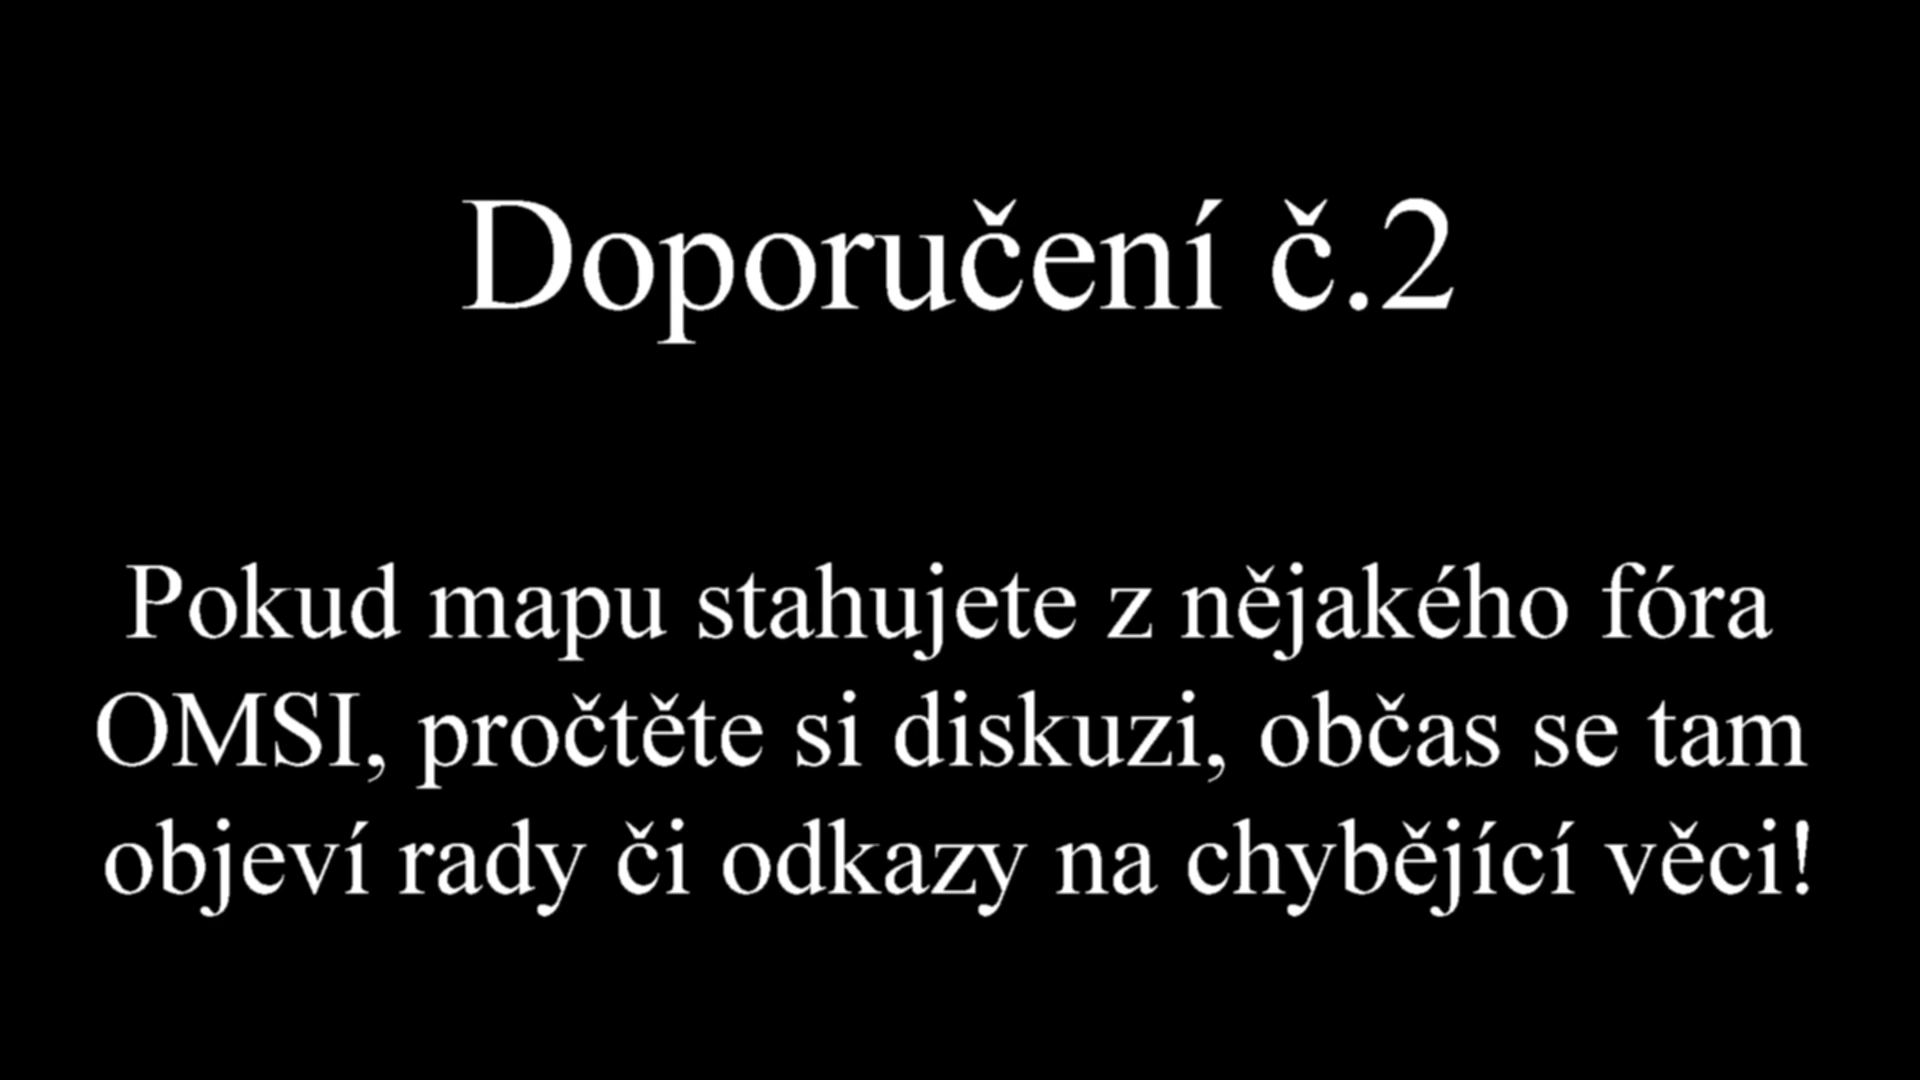 Doporučení č.2
Pokud mapu stahujete z nějakého fóra
OMSI, pročtěte si diskuzi, občas se tam
objeví rady či odkazy na chybějící věci!